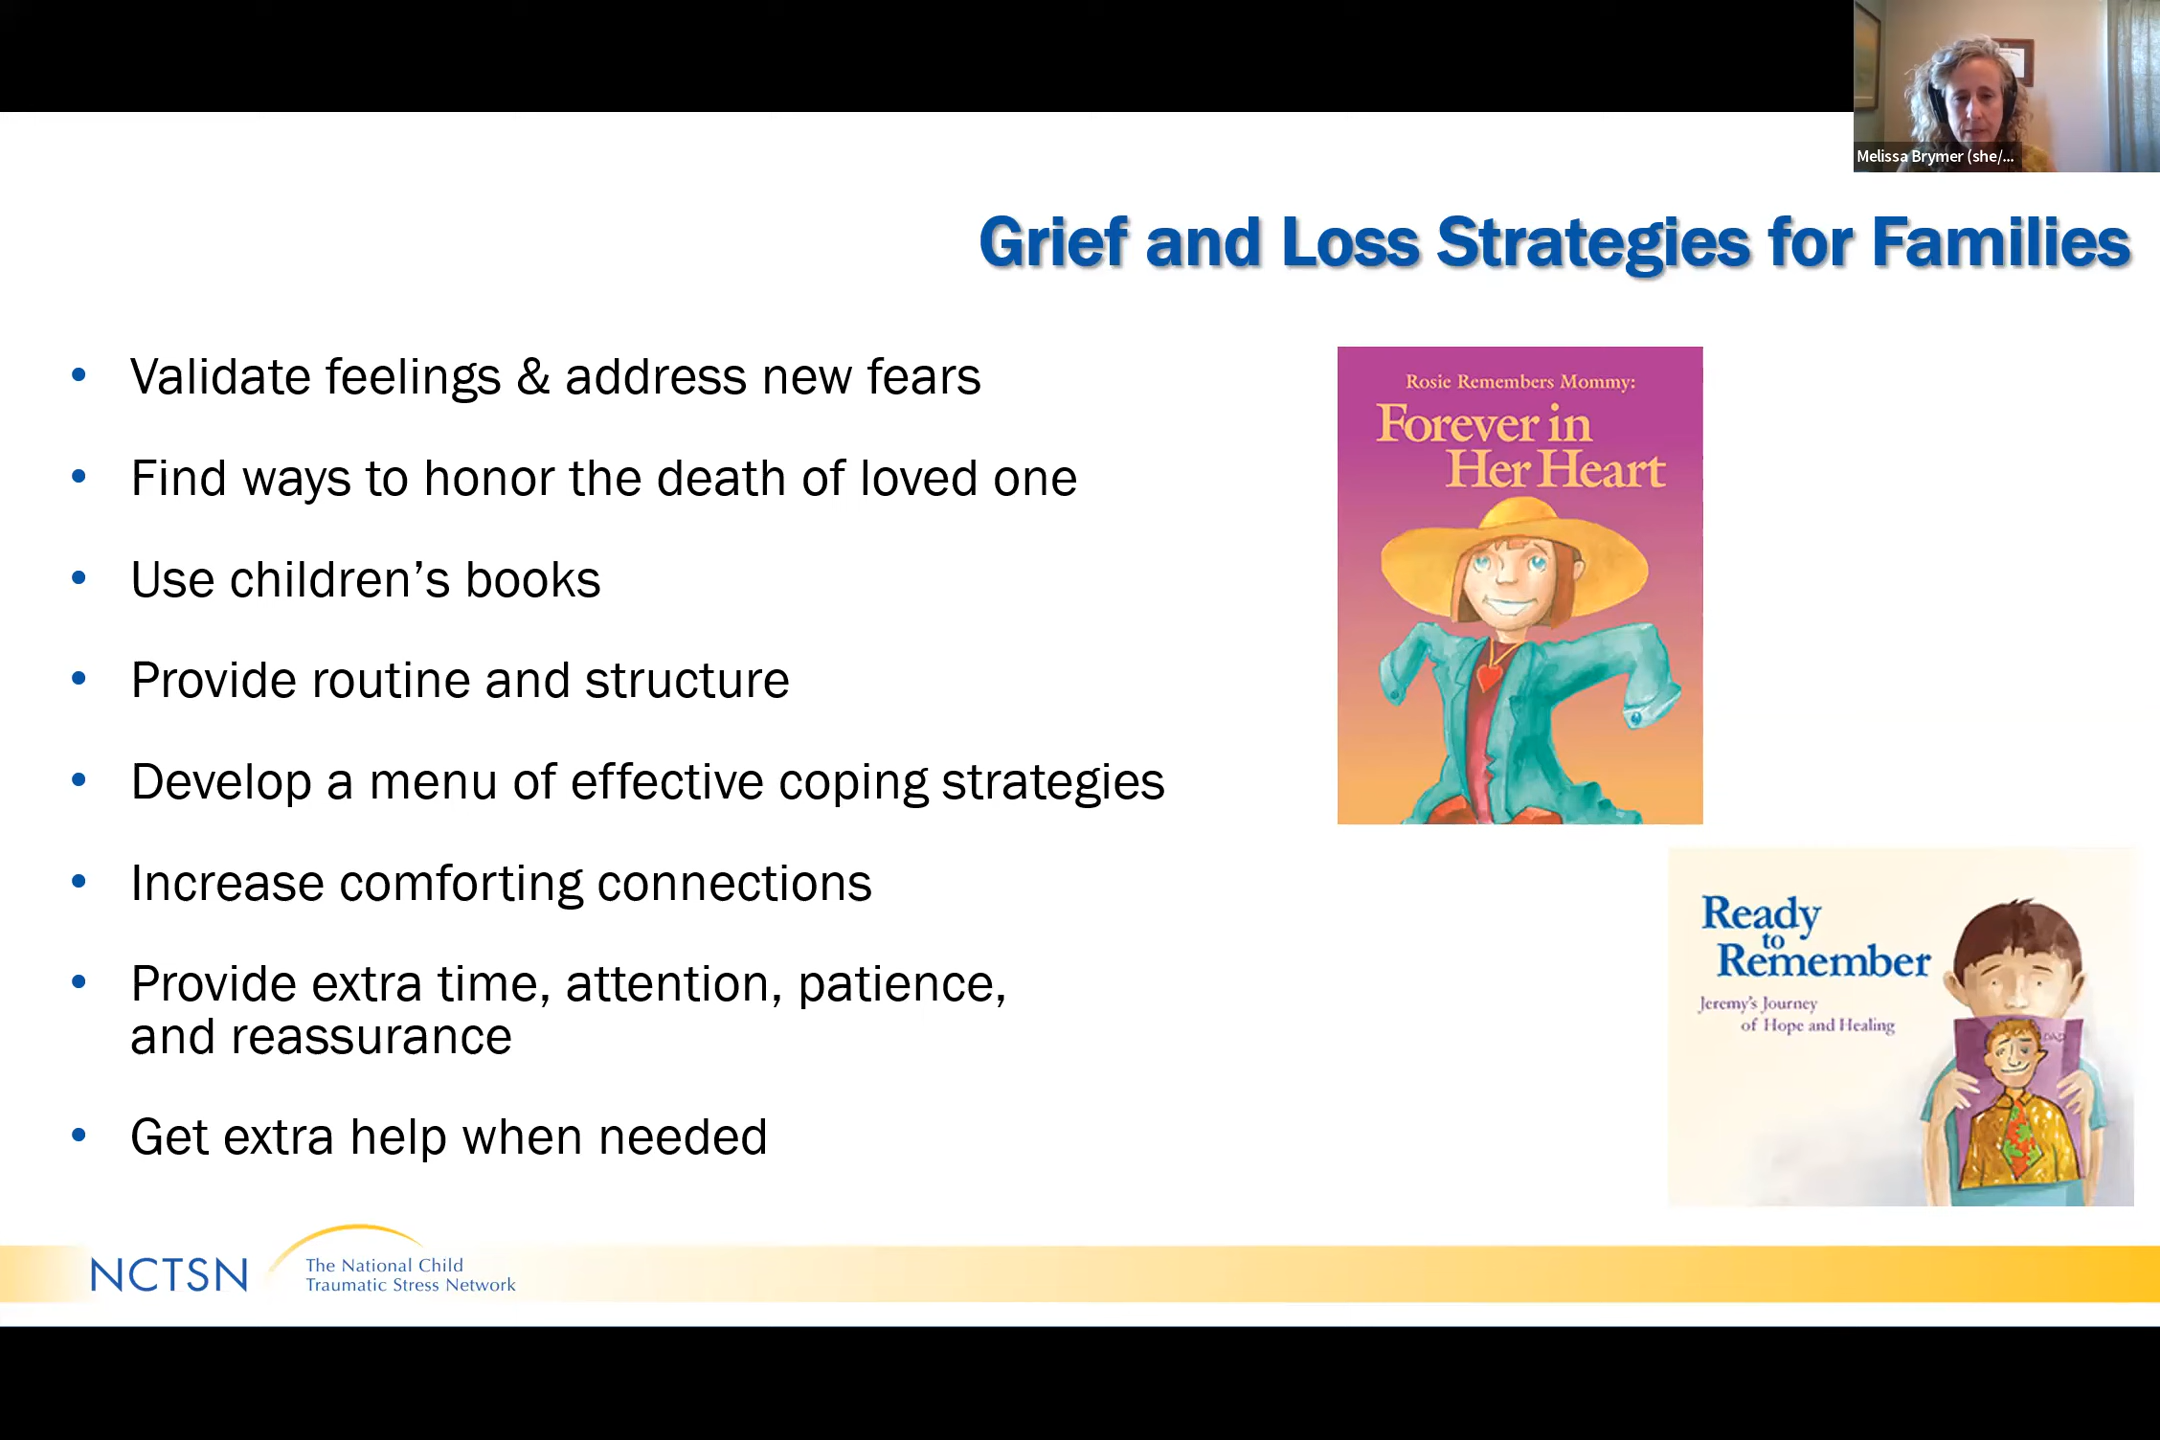 Melissa Brymer (she/...
Grief and Loss Strategies for Families
• Validate feelings & address new fears
• Find ways to honor the death of loved one
• Use children’s books
• Provide routine and structure
• Develop a menu of effective coping strategies
• Increase comforting connections
• Provide extra time, attention, patience,
and reassurance
• Get extra help when needed
Rosie Remembers Mommy:
Forever in
Her Heart
Ready
to
Remember
Jeremy's Journey
of Hope and Healing
DAD
NCTSN
The National Child
Traumatic Stress Network